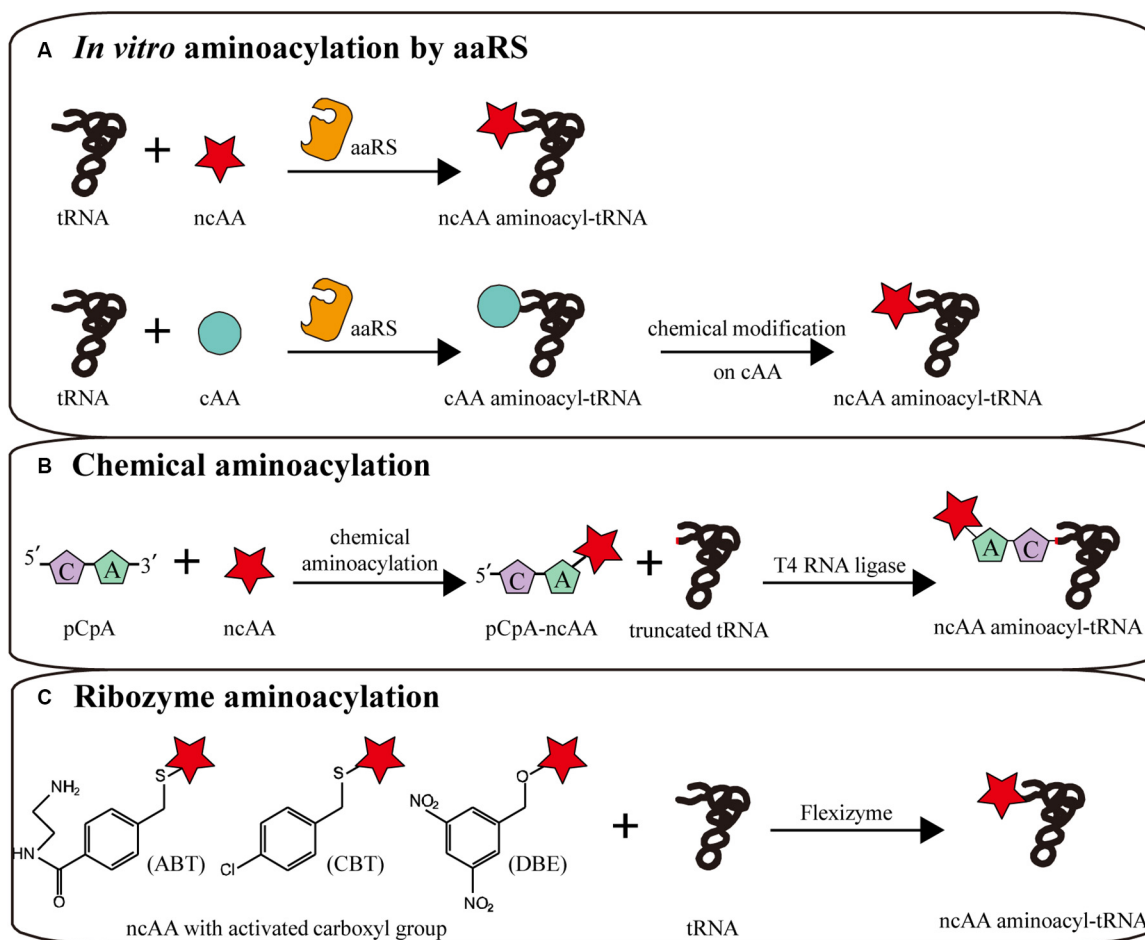 A In vitro aminoacylation by aaRS
aaRS
tRNA
+
ncAA
ncAA aminoacyl-tRNA
aaRS
tRNA
+
cAA
cAA aminoacyl-tRNA
chemical modification
on cAA
ncAA aminoacyl-tRNA
B Chemical aminoacylation
5′ C A 3′
pCpA
+
ncAA
chemical
aminoacylation
5′ C A
pCpA-ncAA
+
truncated tRNA
T4 RNA ligase
A C
ncAA aminoacyl-tRNA
C Ribozyme aminoacylation
NH2
HN
O
S
(ABT)
S
Cl
(CBT)
O
NO2
NO2
(DBE)
ncAA with activated carboxyl group
+
tRNA
Flexizyme
ncAA aminoacyl-tRNA